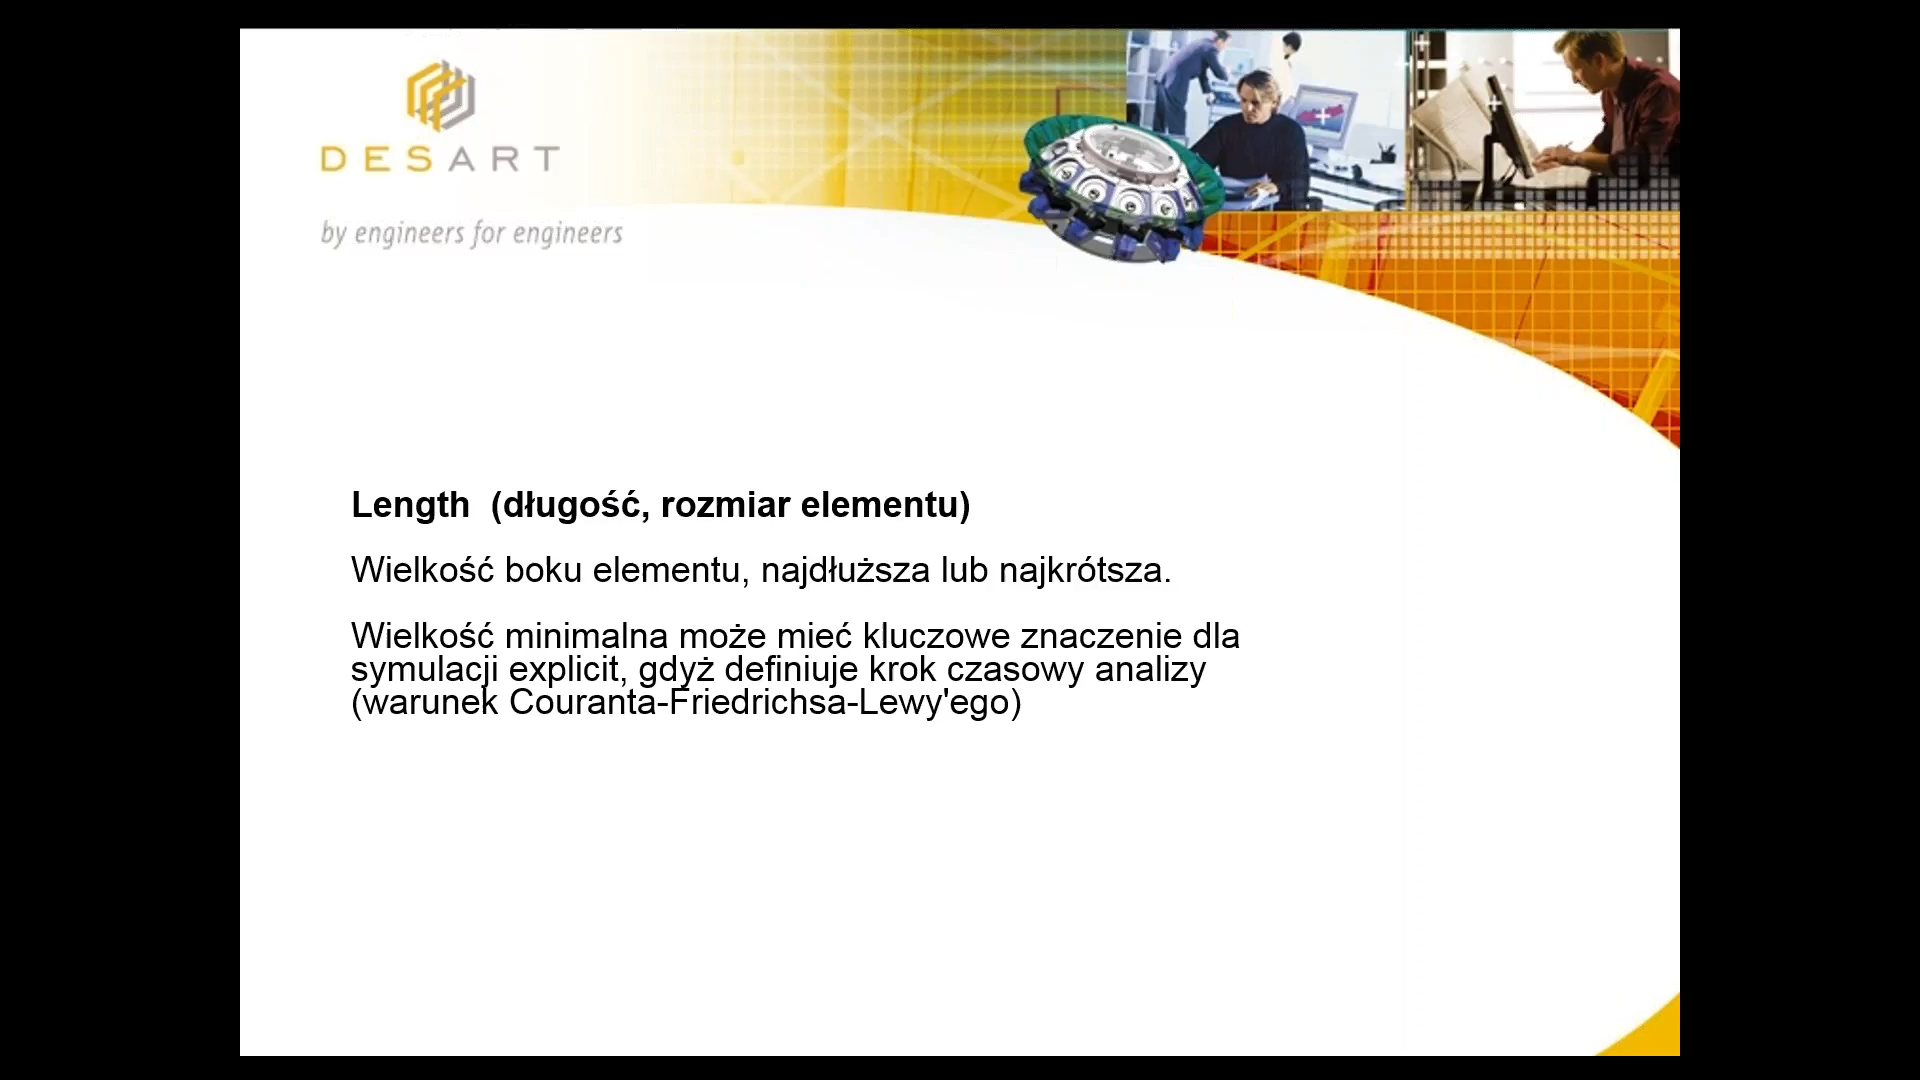 DESART
by engineers for engineers
Length (długość, rozmiar elementu)
Wielkość boku elementu, najdłuższa lub najkrótsza.
Wielkość minimalna może mieć kluczowe znaczenie dla
symulacji explicit, gdyż definiuje krok czasowy analizy
(warunek Couranta-Friedrichsa-Lewy'ego)